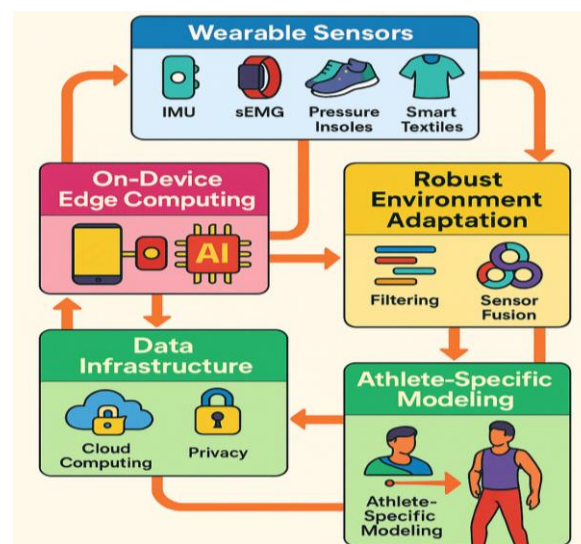 Wearable Sensors
IMU
sEMG
Pressure
Insoles
Smart
Textiles
On-Device
Edge Computing
AI
Robust
Environment
Adaptation
Filtering
Sensor
Fusion
Data
Infrastructure
Cloud
Computing
Privacy
Athlete-Specific
Modeling
Athlete-
Specific
Modeling